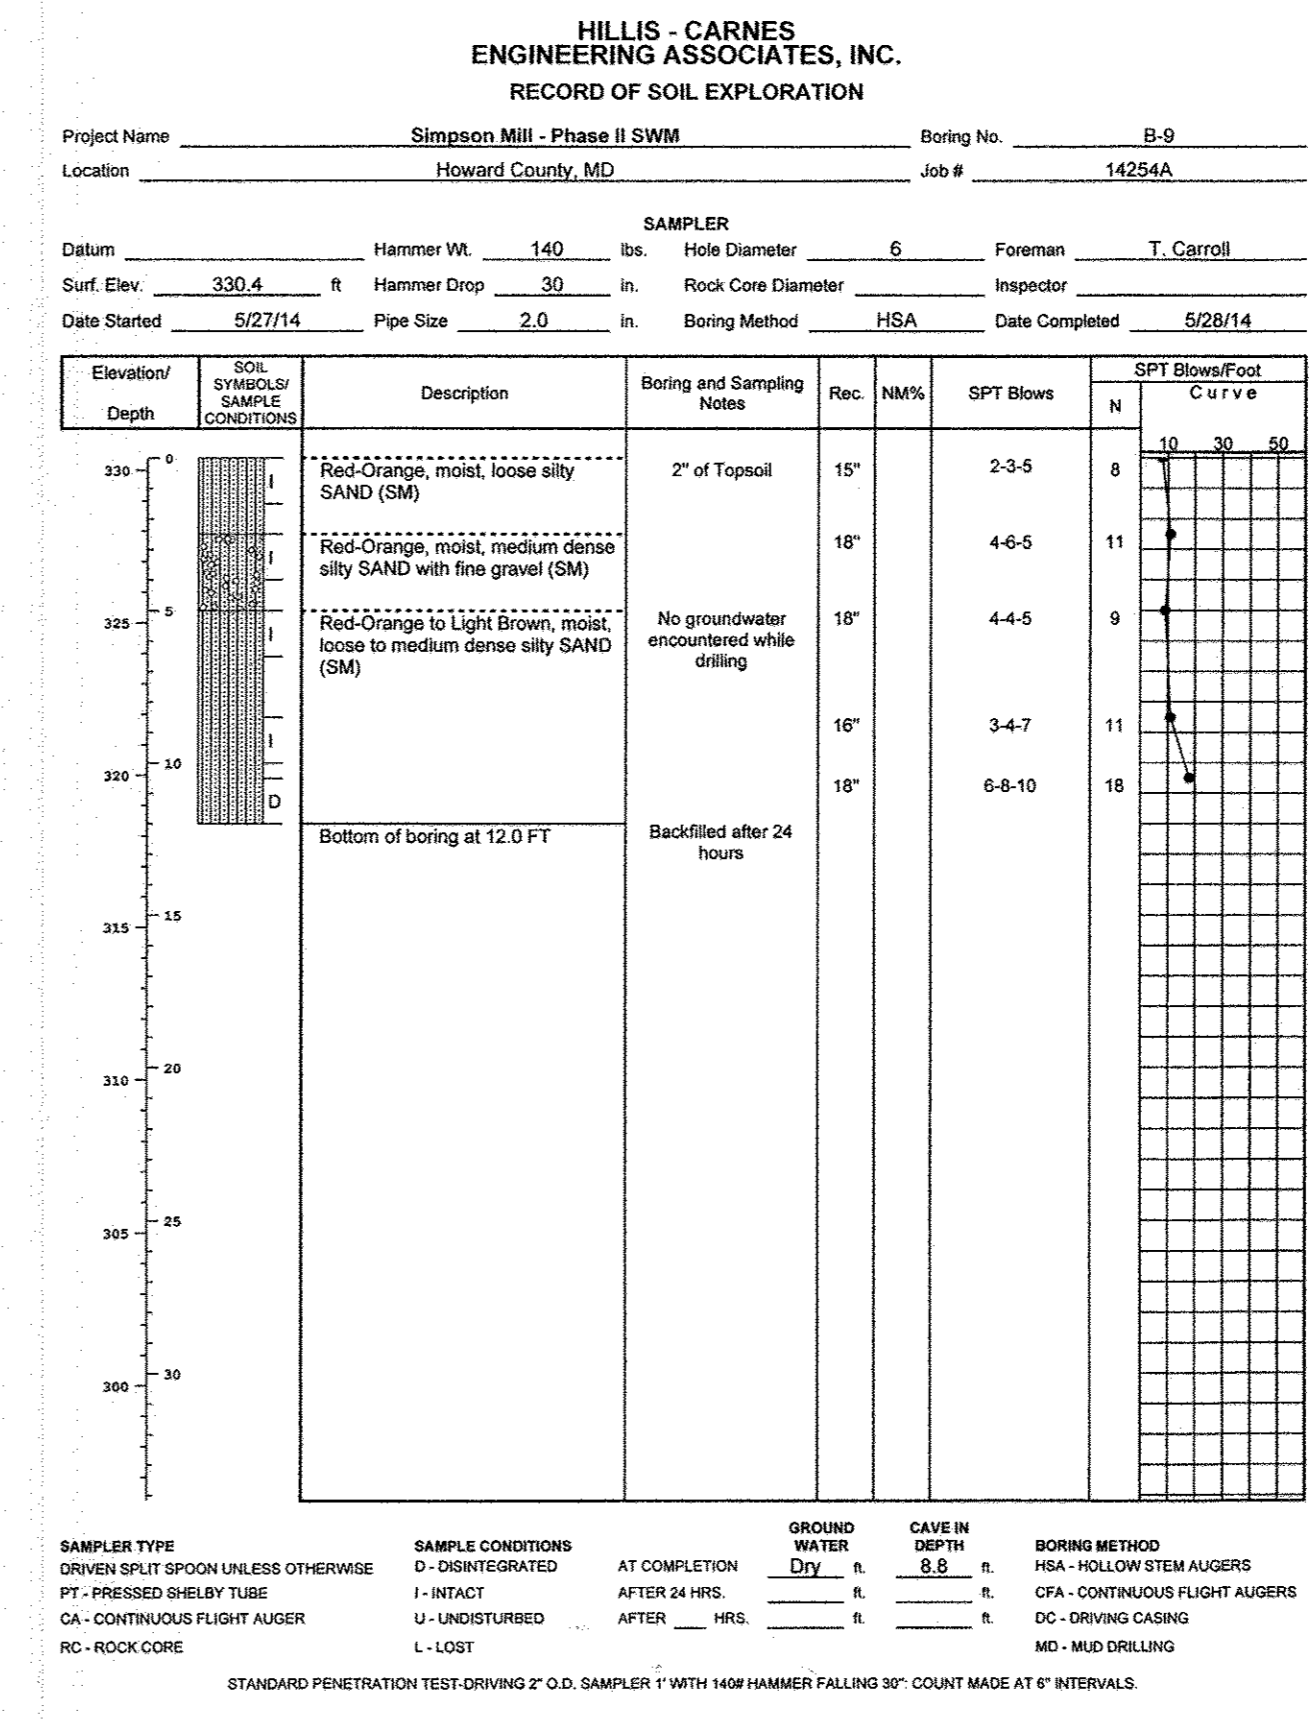 HILLIS - CARNES
ENGINEERING ASSOCIATES, INC.
RECORD OF SOIL EXPLORATION
Project Name Simpson Mill - Phase II SWM Boring No. B-9
Location Howard County, MD Job # 14254A
SAMPLER
Datum Hammer Wt. 140 lbs. Hole Diameter 6 Foreman T. Carroll
Surf. Elev. 330.4 ft Hammer Drop 30 in. Rock Core Diameter Inspector
Date Started 5/27/14 Pipe Size 2.0 in. Boring Method HSA Date Completed 5/28/14
Elevation/ SOIL SPT Blows/Foot
SYMBOLS/ Description Boring and Sampling Rec. NM% SPT Blows Curve
SAMPLE Notes N
Depth CONDITIONS
10 30 50
330 0 I Red-Orange, moist, loose silty 2" of Topsoil 15" 2-3-5 8
SAND (SM)
I Red-Orange, moist, medium dense 18" 4-6-5 11
silty SAND with fine gravel (SM)
325 5 I Red-Orange to Light Brown, moist, No groundwater 18" 4-4-5 9
loose to medium dense silty SAND encountered while
(SM) drilling
I 16" 3-4-7 11
10
320 18" 6-8-10 18
D
Bottom of boring at 12.0 FT Backfilled after 24
hours
315 15
310 20
305 25
300 30
GROUND CAVE IN
SAMPLER TYPE SAMPLE CONDITIONS WATER DEPTH BORING METHOD
DRIVEN SPLIT SPOON UNLESS OTHERWISE D - DISINTEGRATED AT COMPLETION Dry ft. 8.8 ft. HSA - HOLLOW STEM AUGERS
PT - PRESSED SHELBY TUBE I - INTACT AFTER 24 HRS. ft. ft. CFA - CONTINUOUS FLIGHT AUGERS
CA - CONTINUOUS FLIGHT AUGER U - UNDISTURBED AFTER ____ HRS. ft. ft. DC - DRIVING CASING
RC - ROCK CORE L - LOST MD - MUD DRILLING
STANDARD PENETRATION TEST-DRIVING 2" O.D. SAMPLER 1' WITH 140# HAMMER FALLING 30": COUNT MADE AT 6" INTERVALS.